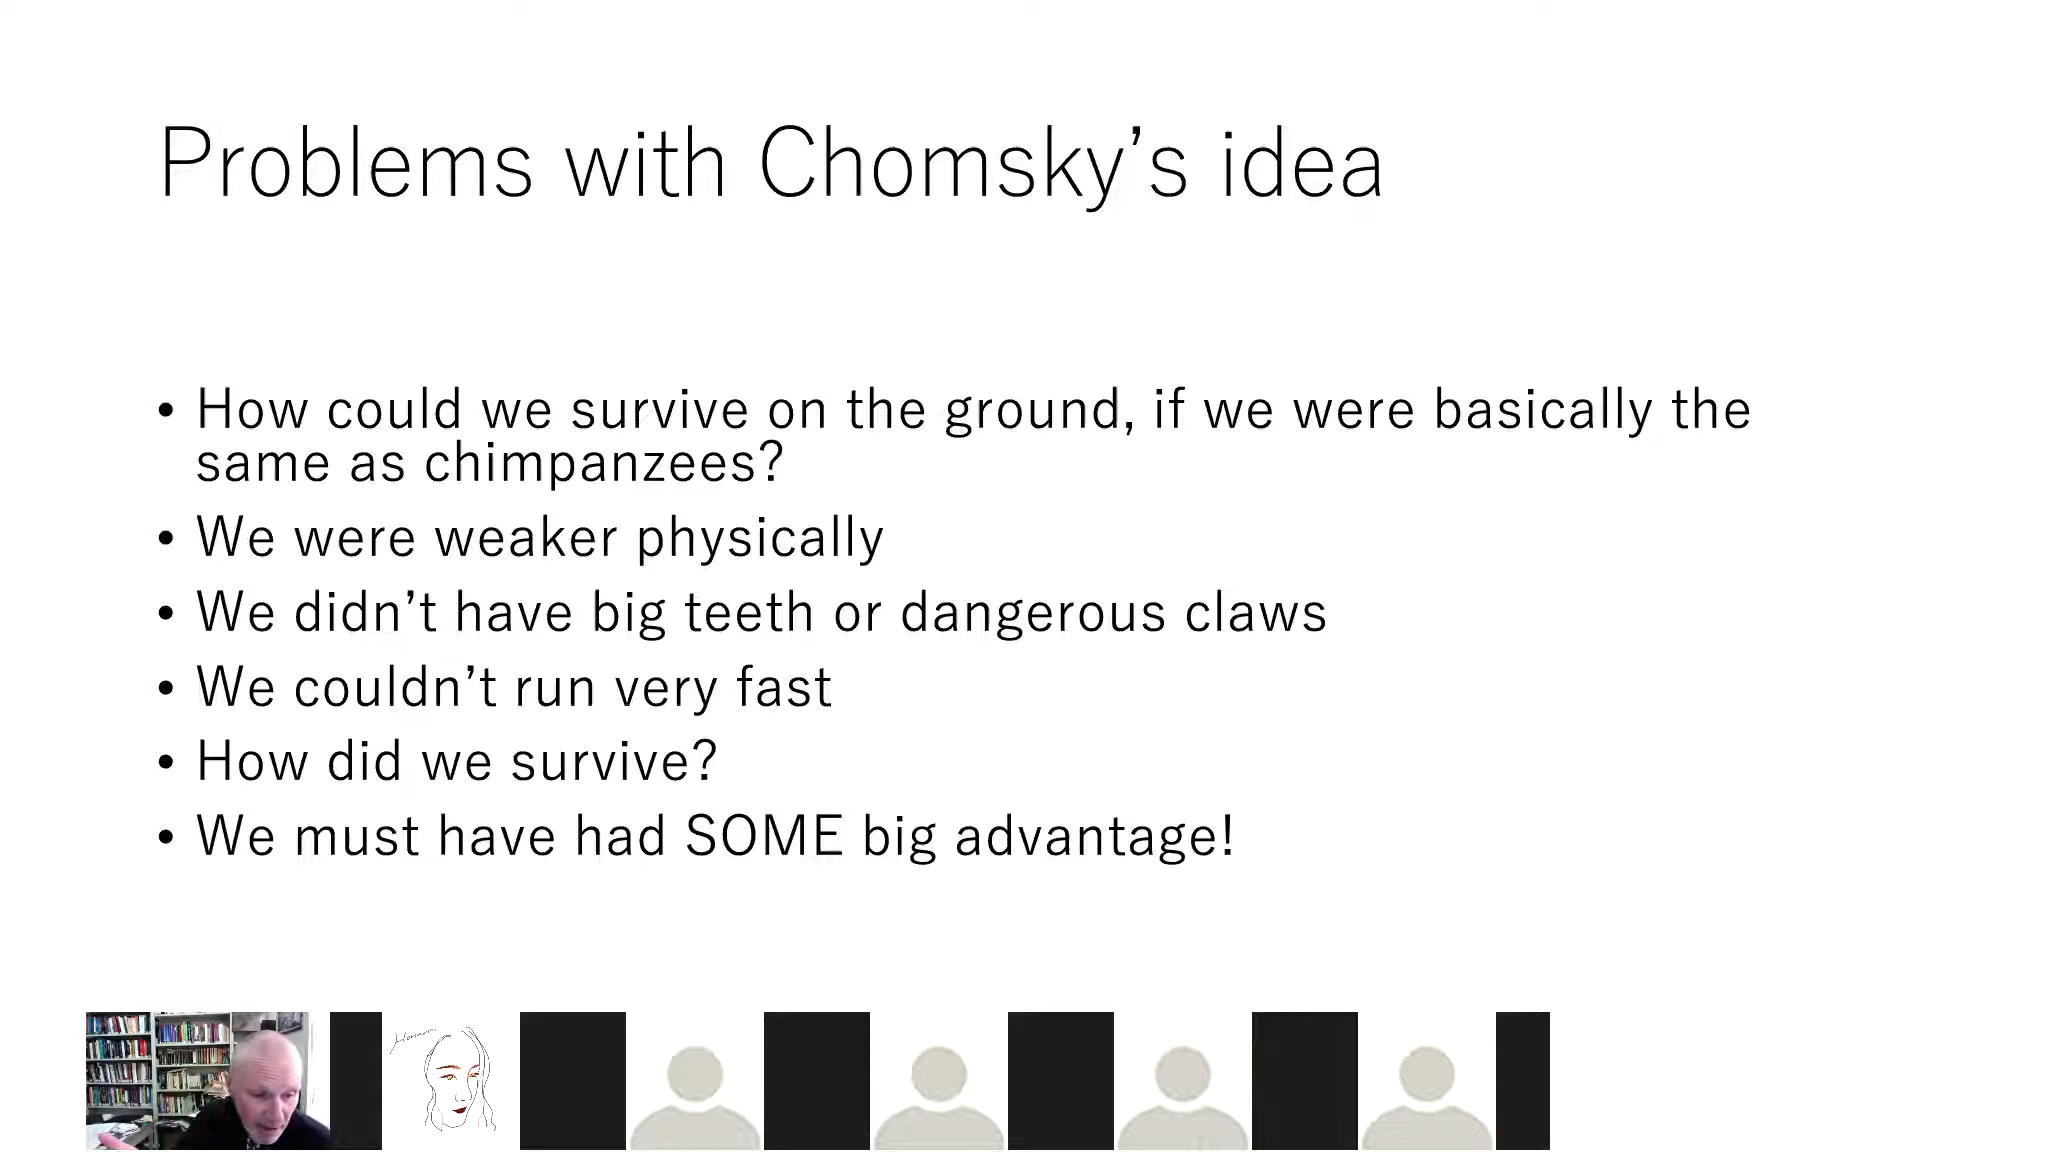 Problems with Chomsky’s idea
• How could we survive on the ground, if we were basically the
same as chimpanzees?
• We were weaker physically
• We didn’t have big teeth or dangerous claws
• We couldn’t run very fast
• How did we survive?
• We must have had SOME big advantage!